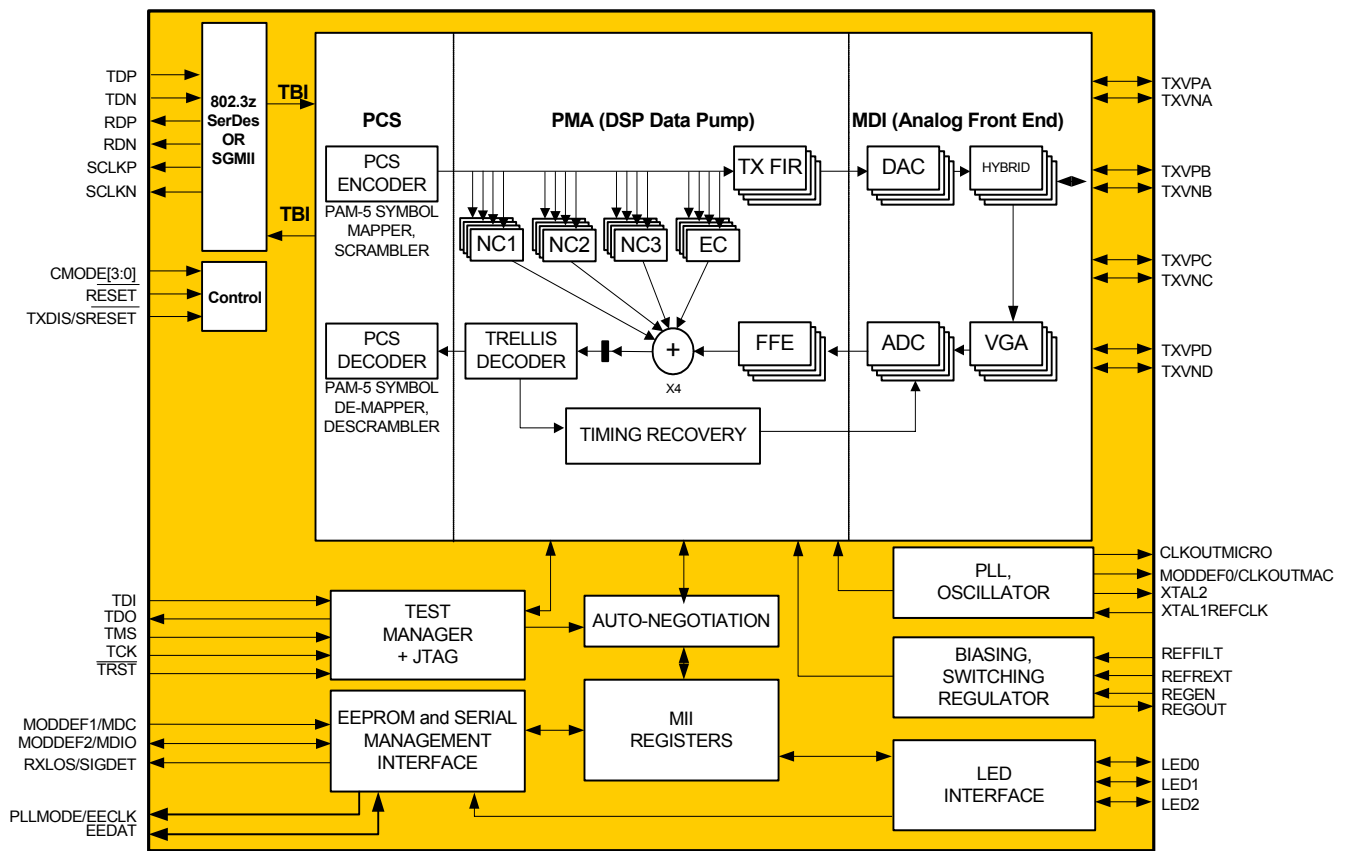 TDP
TDN
RDP
RDN
SCLKP
SCLKN
802.3z
SerDes
OR
SGMII
TBI
TBI
CMODE[3:0]
RESET
TXDIS/SRESET
Control
PCS
PMA (DSP Data Pump)
MDI (Analog Front End)
PCS
ENCODER
PAM-5 SYMBOL
MAPPER,
SCRAMBLER
TX FIR
DAC
HYBRID
NC1
NC2
NC3
EC
PCS
DECODER
PAM-5 SYMBOL
DE-MAPPER,
DESCRAMBLER
TRELLIS
DECODER
+
X4
FFE
ADC
VGA
TIMING RECOVERY
TXVPA
TXVNA
TXVPB
TXVNB
TXVPC
TXVNC
TXVPD
TXVND
TDI
TDO
TMS
TCK
TRST
TEST
MANAGER
+ JTAG
AUTO-NEGOTIATION
PLL,
OSCILLATOR
CLKOUTMICRO
MODDEF0/CLKOUTMAC
XTAL2
XTAL1REFCLK
BIASING,
SWITCHING
REGULATOR
REFFILT
REFREXT
REGEN
REGOUT
MODDEF1/MDC
MODDEF2/MDIO
RXLOS/SIGDET
EEPROM and SERIAL
MANAGEMENT
INTERFACE
MII
REGISTERS
LED
INTERFACE
LED0
LED1
LED2
PLLMODE/EECLK
EEDAT